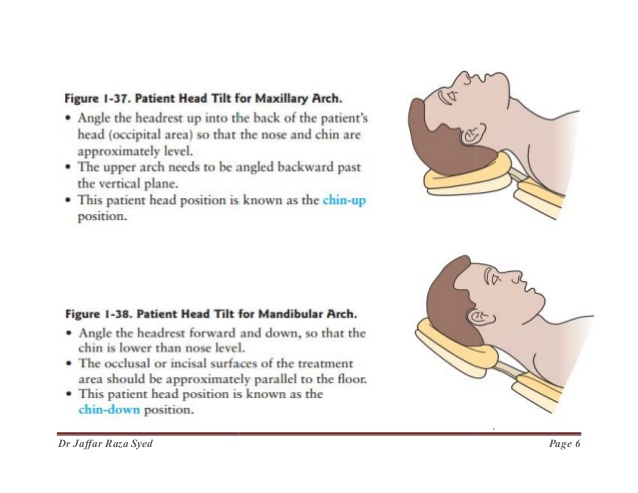 Figure 1-37. Patient Head Tilt for Maxillary Arch.
• Angle the headrest up into the back of the patient's
head (occipital area) so that the nose and chin are
approximately level.
• The upper arch needs to be angled backward past
the vertical plane.
• This patient head position is known as the chin-up
position.
Figure 1-38. Patient Head Tilt for Mandibular Arch.
• Angle the headrest forward and down, so that the
chin is lower than nose level.
• The occlusal or incisal surfaces of the treatment
area should be approximately parallel to the floor.
• This patient head position is known as the
chin-down position.
Dr Jaffar Raza Syed Page 6